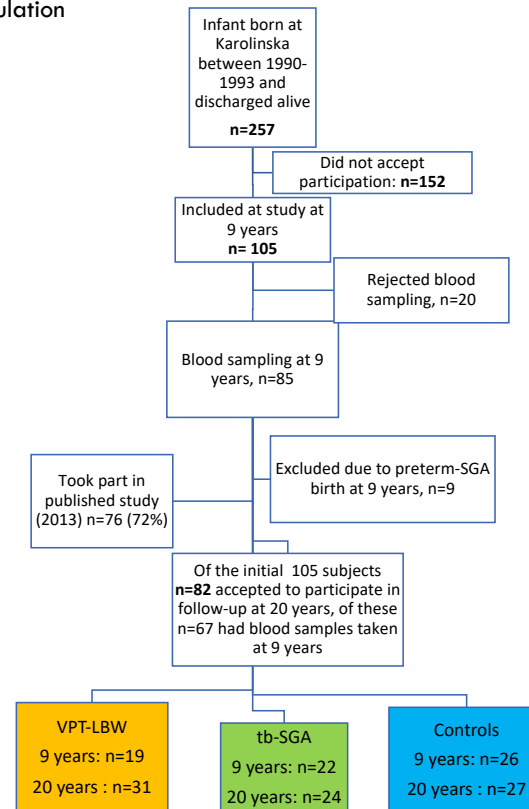 ulation
Infant born at
Karolinska
between 1990-
1993 and
discharged alive
n=257
Did not accept
participation: n=152
Included at study at
9 years
n= 105
Rejected blood
sampling, n=20
Blood sampling at 9
years, n=85
Excluded due to preterm-SGA
birth at 9 years, n=9
Took part in
published study
(2013) n=76 (72%)
Of the initial 105 subjects
n=82 accepted to participate in
follow-up at 20 years, of these
n=67 had blood samples taken
at 9 years
VPT-LBW
9 years: n=19
20 years : n=31
tb-SGA
9 years: n=22
20 years: n=24
Controls
9 years: n=26
20 years : n=27